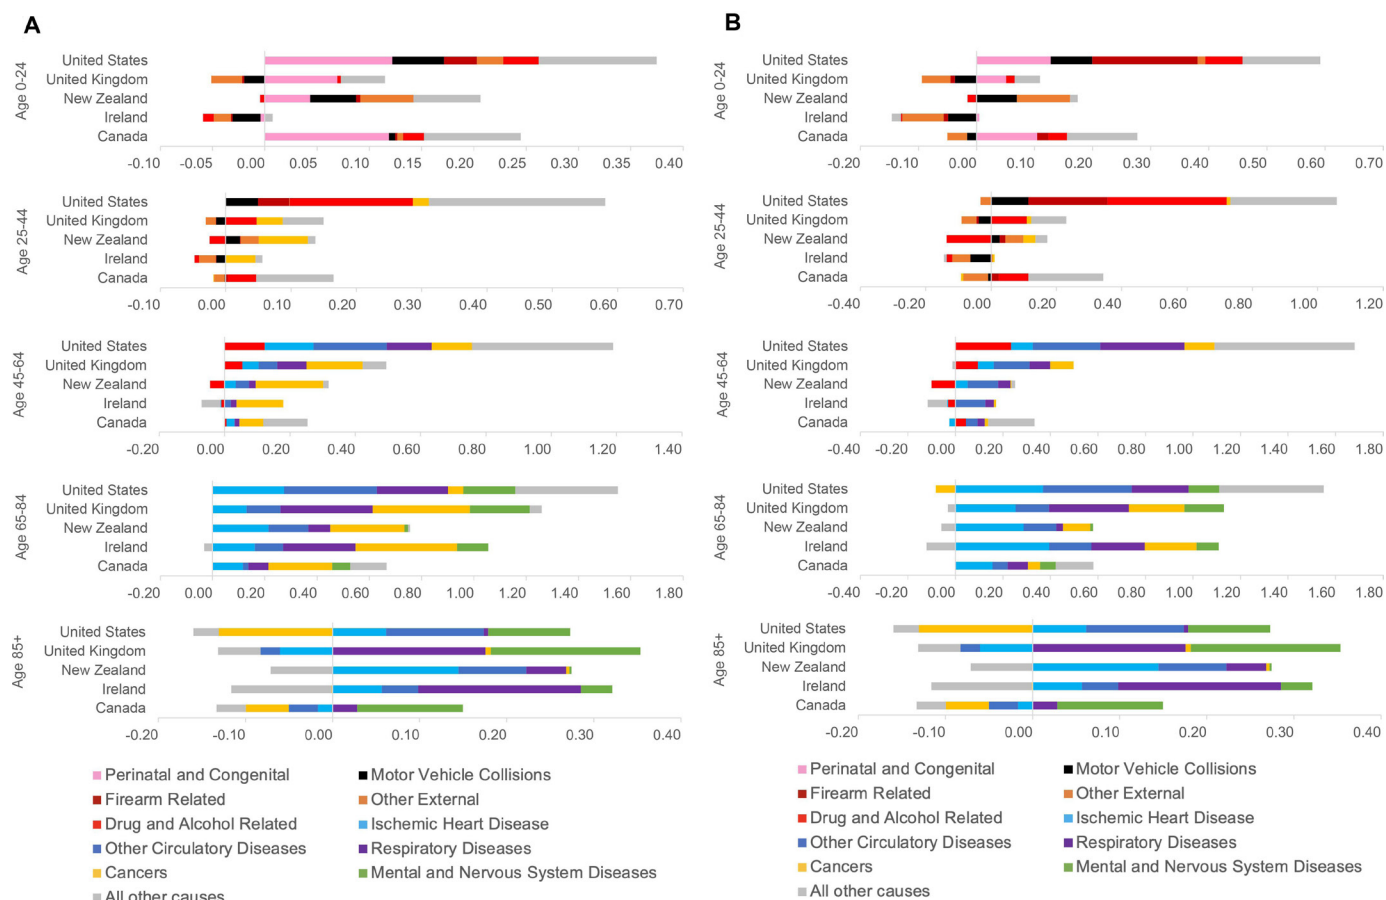 A
Age 0-24
United States
United Kingdom
New Zealand
Ireland
Canada
-0.10 -0.05 0.00 0.05 0.10 0.15 0.20 0.25 0.30 0.35 0.40
Age 25-44
United States
United Kingdom
New Zealand
Ireland
Canada
-0.10 0.00 0.10 0.20 0.30 0.40 0.50 0.60 0.70
Age 45-64
United States
United Kingdom
New Zealand
Ireland
Canada
-0.20 0.00 0.20 0.40 0.60 0.80 1.00 1.20 1.40
Age 65-84
United States
United Kingdom
New Zealand
Ireland
Canada
-0.20 0.00 0.20 0.40 0.60 0.80 1.00 1.20 1.40 1.60 1.80
Age 85+
United States
United Kingdom
New Zealand
Ireland
Canada
-0.20 -0.10 0.00 0.10 0.20 0.30 0.40
Perinatal and Congenital
Motor Vehicle Collisions
Firearm Related
Other External
Drug and Alcohol Related
Ischemic Heart Disease
Other Circulatory Diseases
Respiratory Diseases
Cancers
Mental and Nervous System Diseases
All other causes
B
Age 0-24
United States
United Kingdom
New Zealand
Ireland
Canada
-0.20 -0.10 0.00 0.10 0.20 0.30 0.40 0.50 0.60 0.70
Age 25-44
United States
United Kingdom
New Zealand
Ireland
Canada
-0.40 -0.20 0.00 0.20 0.40 0.60 0.80 1.00 1.20
Age 45-64
United States
United Kingdom
New Zealand
Ireland
Canada
-0.40 -0.20 0.00 0.20 0.40 0.60 0.80 1.00 1.20 1.40 1.60 1.80
Age 65-84
United States
United Kingdom
New Zealand
Ireland
Canada
-0.40 -0.20 0.00 0.20 0.40 0.60 0.80 1.00 1.20 1.40 1.60 1.80
Age 85+
United States
United Kingdom
New Zealand
Ireland
Canada
-0.20 -0.10 0.00 0.10 0.20 0.30 0.40
Perinatal and Congenital
Motor Vehicle Collisions
Firearm Related
Other External
Drug and Alcohol Related
Ischemic Heart Disease
Other Circulatory Diseases
Respiratory Diseases
Cancers
Mental and Nervous System Diseases
All other causes